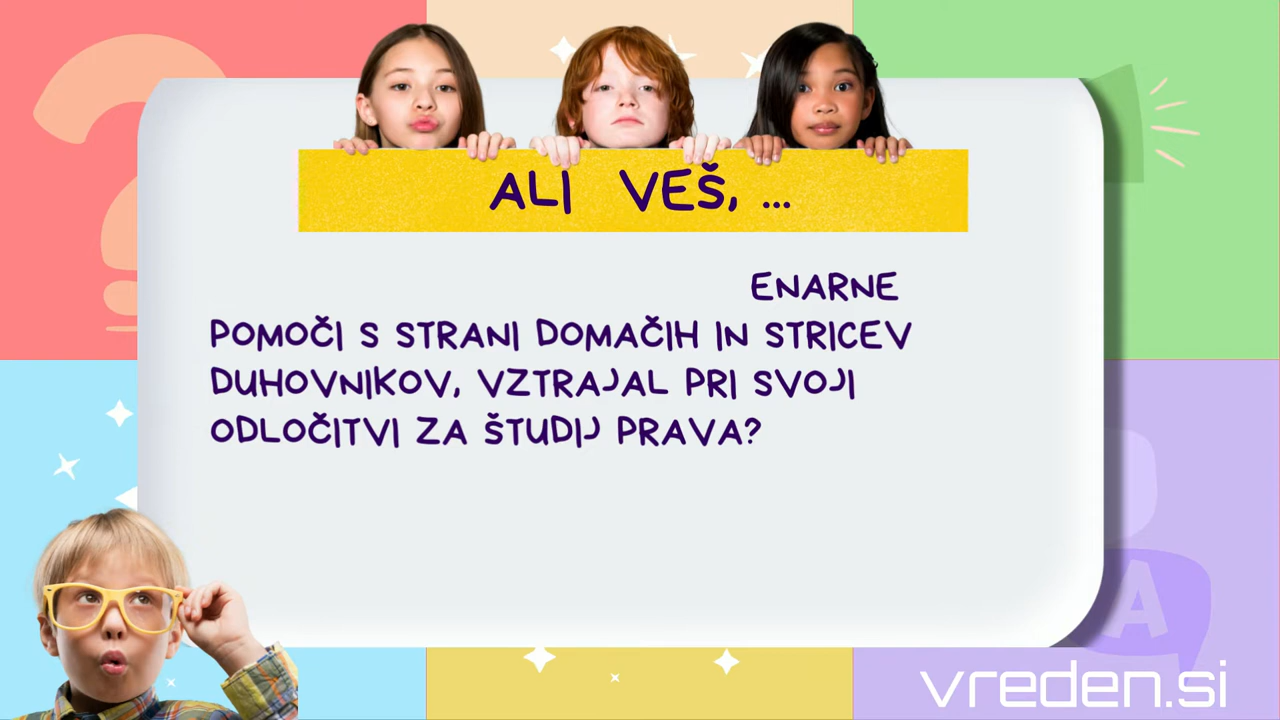 ALI VEŠ, ...
ENARNE
POMOČI S STRANI DOMAČIH IN STRICEV
DUHOVNIKOV, VZTRAJAL PRI SVOJI
ODLOČITVI ZA ŠTUDIJ PRAVA?
A
vreden.si